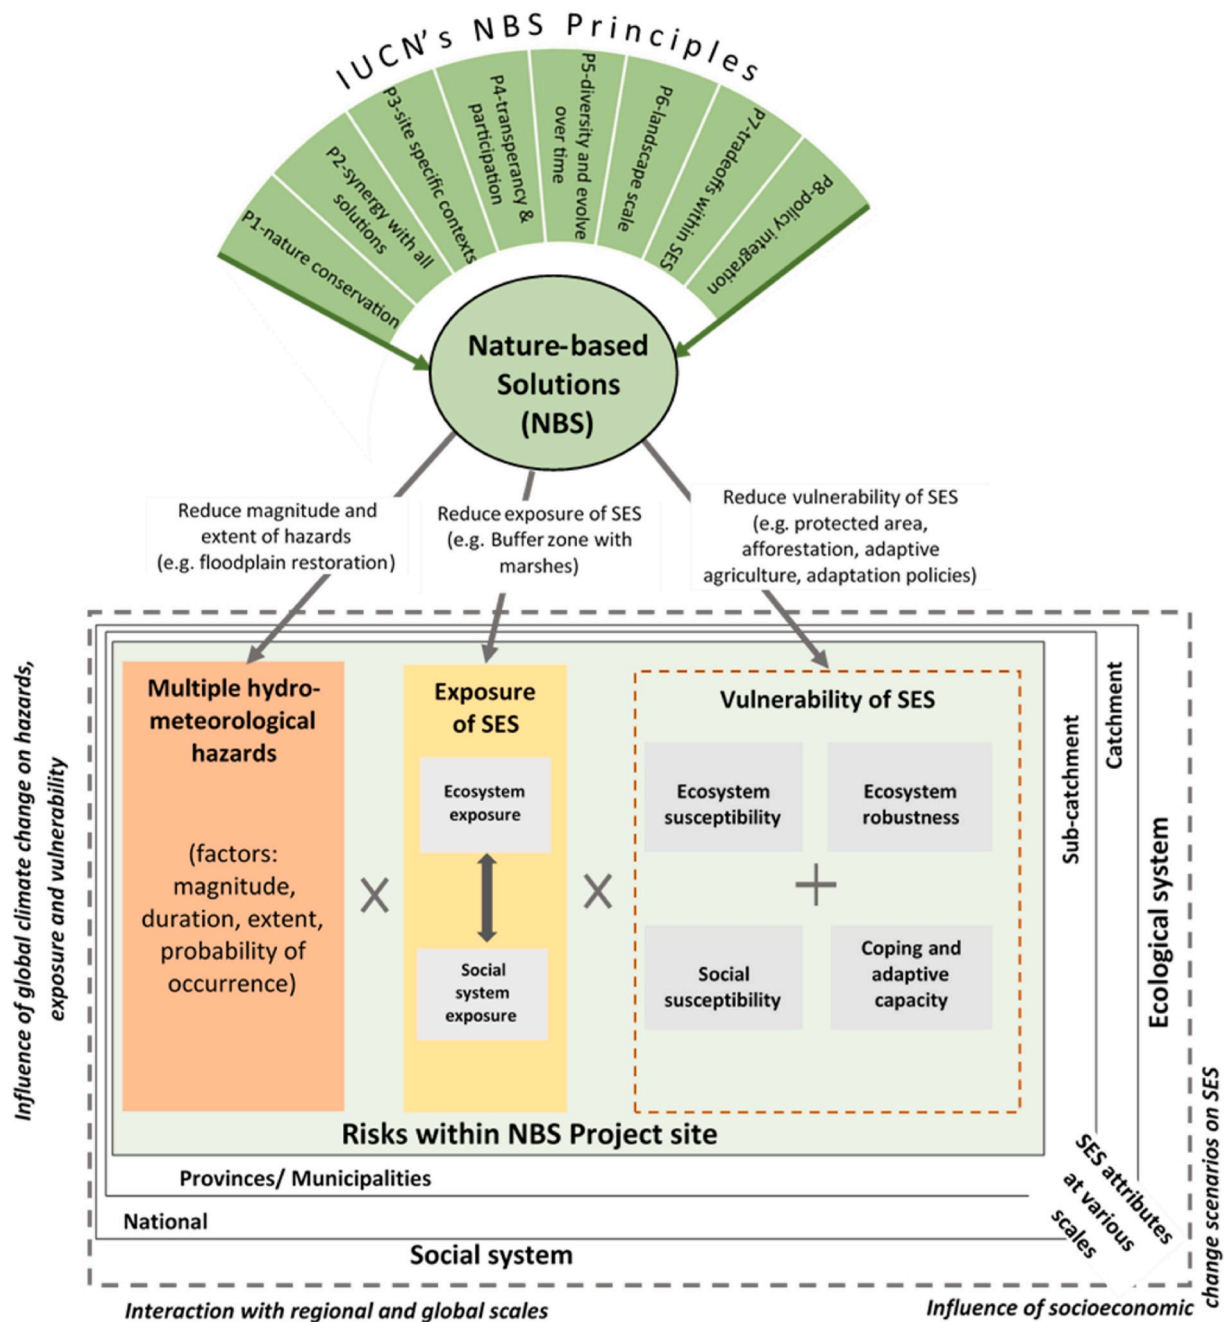 IUCN's NBS Principles
P1-nature conservation
P2-synergy with all
solutions
P3-site specific contexts
P4-transperancy &
participation
P5-diversity and evolve
over time
P6-landscape scale
P7-tradeoffs within SES
P8-policy integration
Nature-based
Solutions
(NBS)
Reduce magnitude and
extent of hazards
(e.g. floodplain restoration)
Reduce exposure of SES
(e.g. Buffer zone with
marshes)
Reduce vulnerability of SES
(e.g. protected area,
afforestation, adaptive
agriculture, adaptation policies)
Influence of global climate change on hazards,
exposure and vulnerability
Multiple hydro-
meteorological
hazards
(factors:
magnitude,
duration, extent,
probability of
occurrence)
X
Exposure
of SES
Ecosystem
exposure
Social
system
exposure
X
Vulnerability of SES
Ecosystem
susceptibility
Ecosystem
robustness
+
Social
susceptibility
Coping and
adaptive
capacity
Risks within NBS Project site
Sub-catchment
Catchment
Ecological system
Provinces/ Municipalities
National
Social system
SES attributes
at various
scales
Interaction with regional and global scales
Influence of socioeconomic
change scenarios on SES